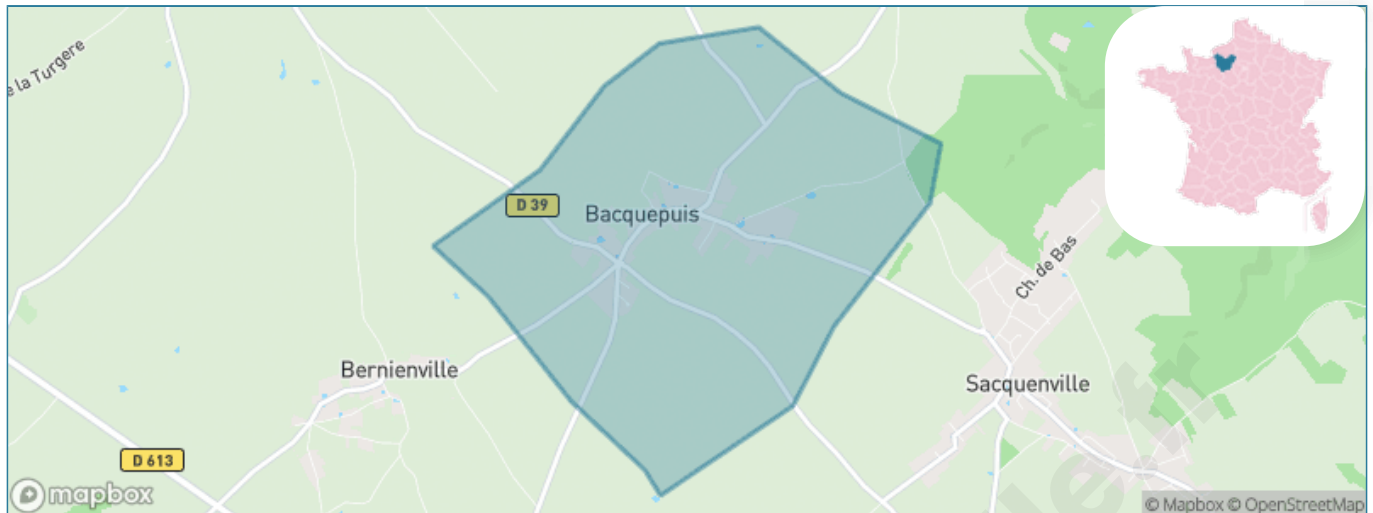 e la Turgere
D 39
Bacquepuis
Ch. de Bas
Bernienville
Sacquenville
D 613
mapbox
© Mapbox © OpenStreetMap